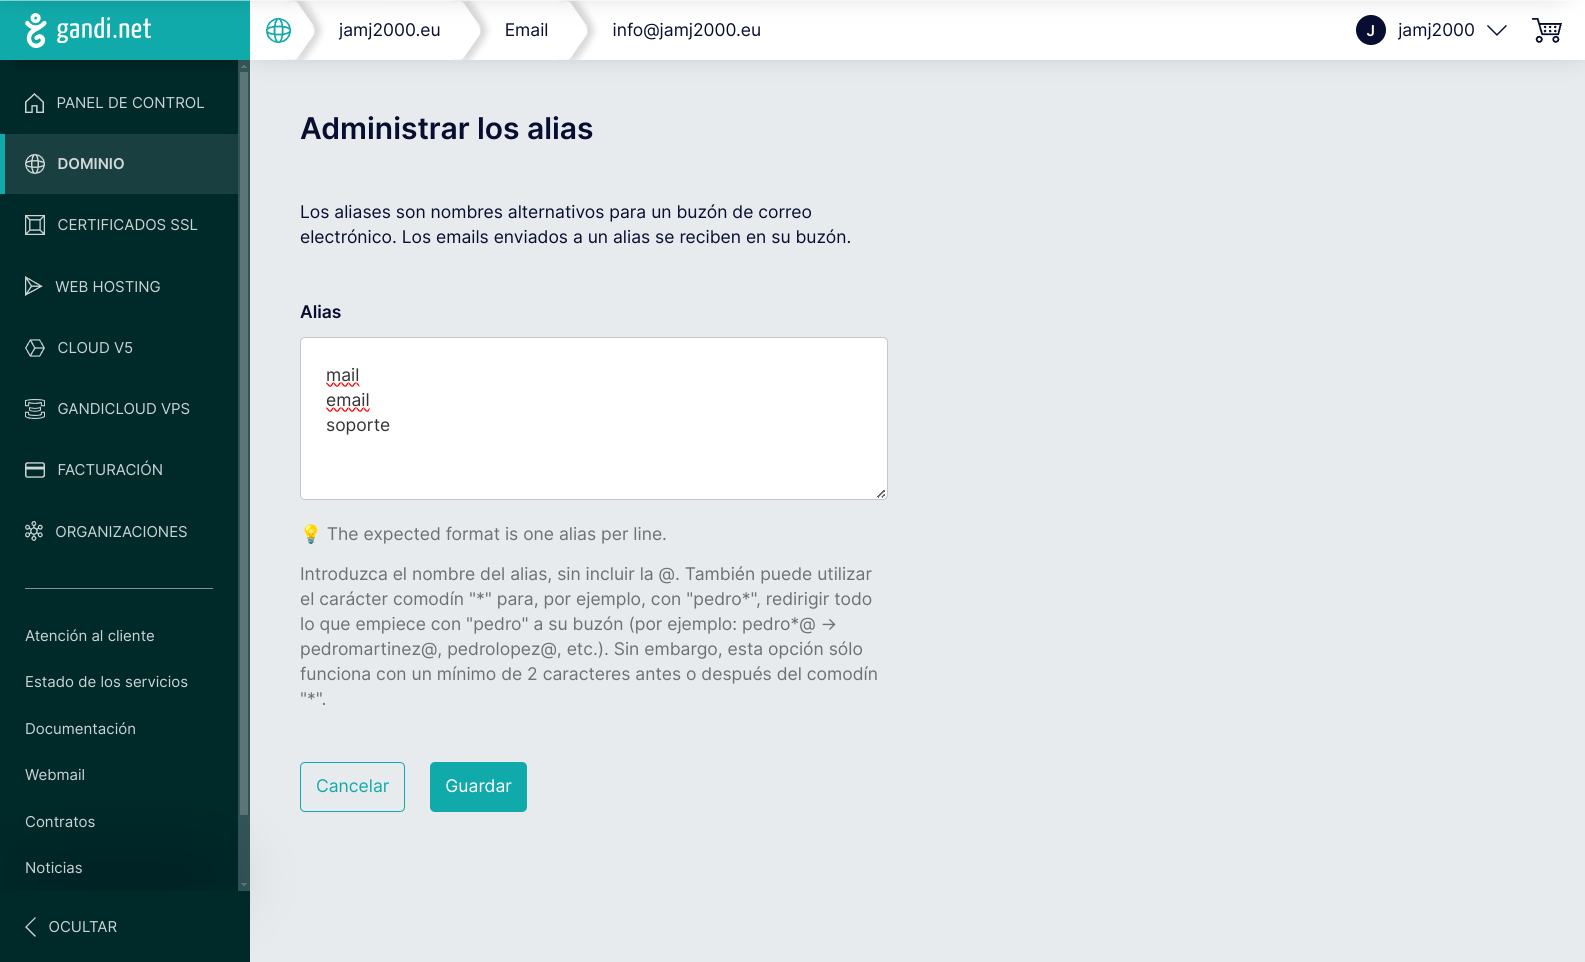 gandi.net
jamj2000.eu
Email
info@jamj2000.eu
J
jamj2000
PANEL DE CONTROL
DOMINIO
CERTIFICADOS SSL
WEB HOSTING
CLOUD V5
GANDICLOUD VPS
FACTURACIÓN
ORGANIZACIONES
Atención al cliente
Estado de los servicios
Documentación
Webmail
Contratos
Noticias
OCULTAR
Administrar los alias
Los aliases son nombres alternativos para un buzón de correo
electrónico. Los emails enviados a un alias se reciben en su buzón.
Alias
mail
email
soporte
💡 The expected format is one alias per line.
Introduzca el nombre del alias, sin incluir la @. También puede utilizar
el carácter comodín "*" para, por ejemplo, con "pedro*", redirigir todo
lo que empiece con "pedro" a su buzón (por ejemplo: pedro*@ →
pedromartinez@, pedrolopez@, etc.). Sin embargo, esta opción sólo
funciona con un mínimo de 2 caracteres antes o después del comodín
"*".
Cancelar
Guardar